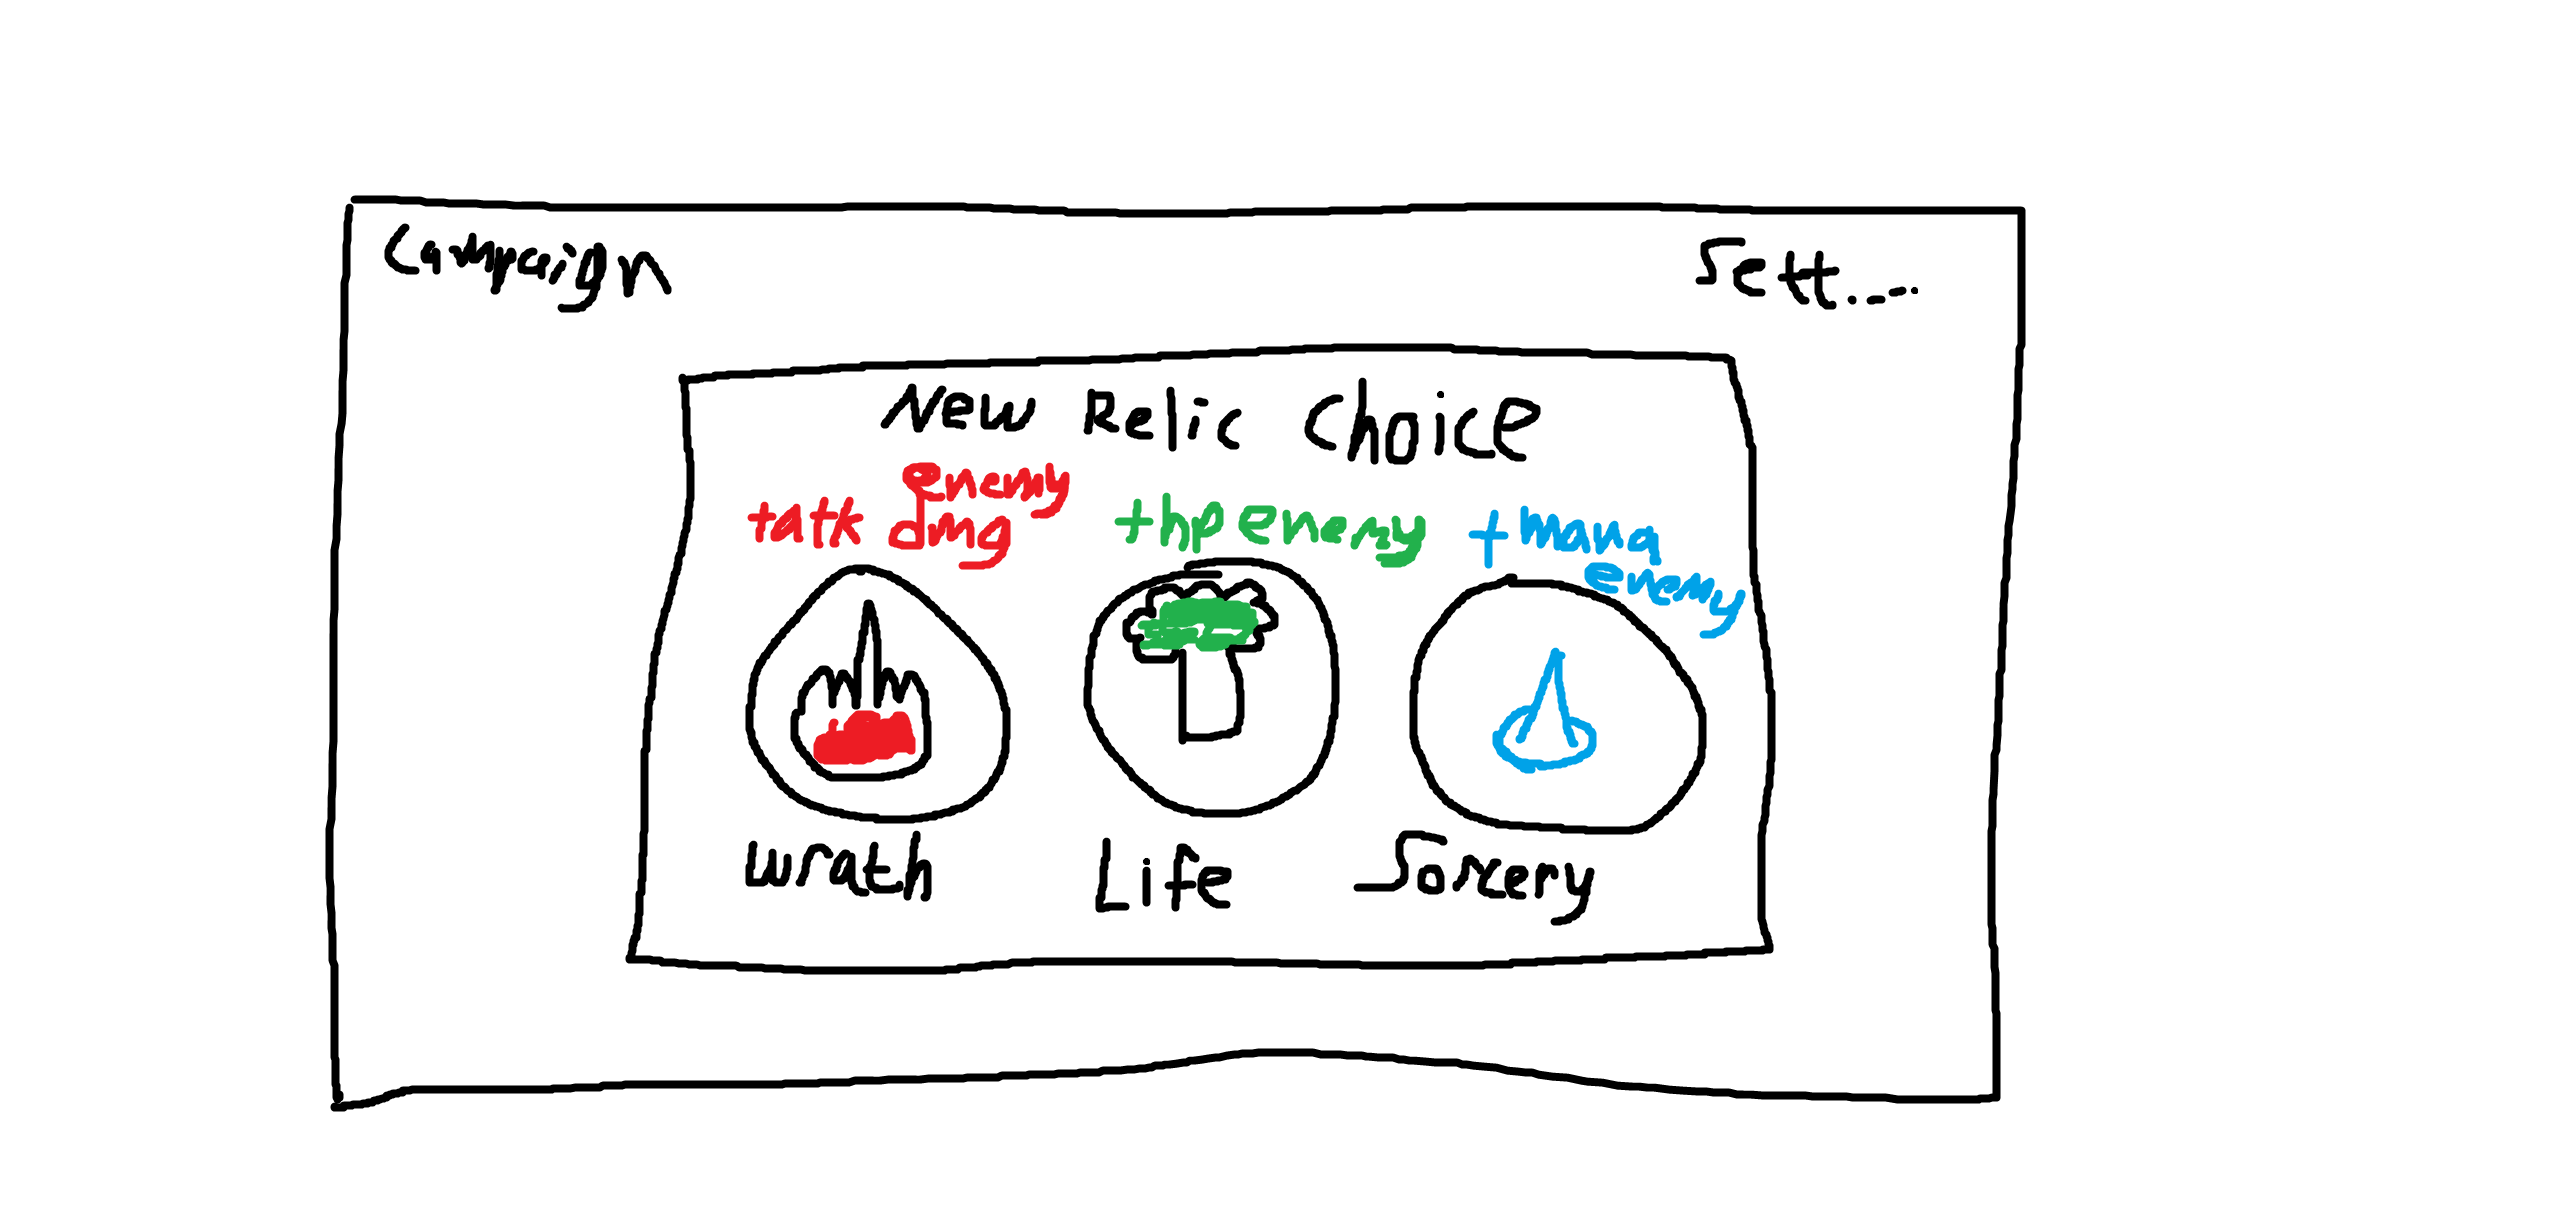 Campaign
Sett.....
New Relic Choice
+atk enemy dmg
+hp enemy
+mana enemy
Wrath
Life
Sorcery